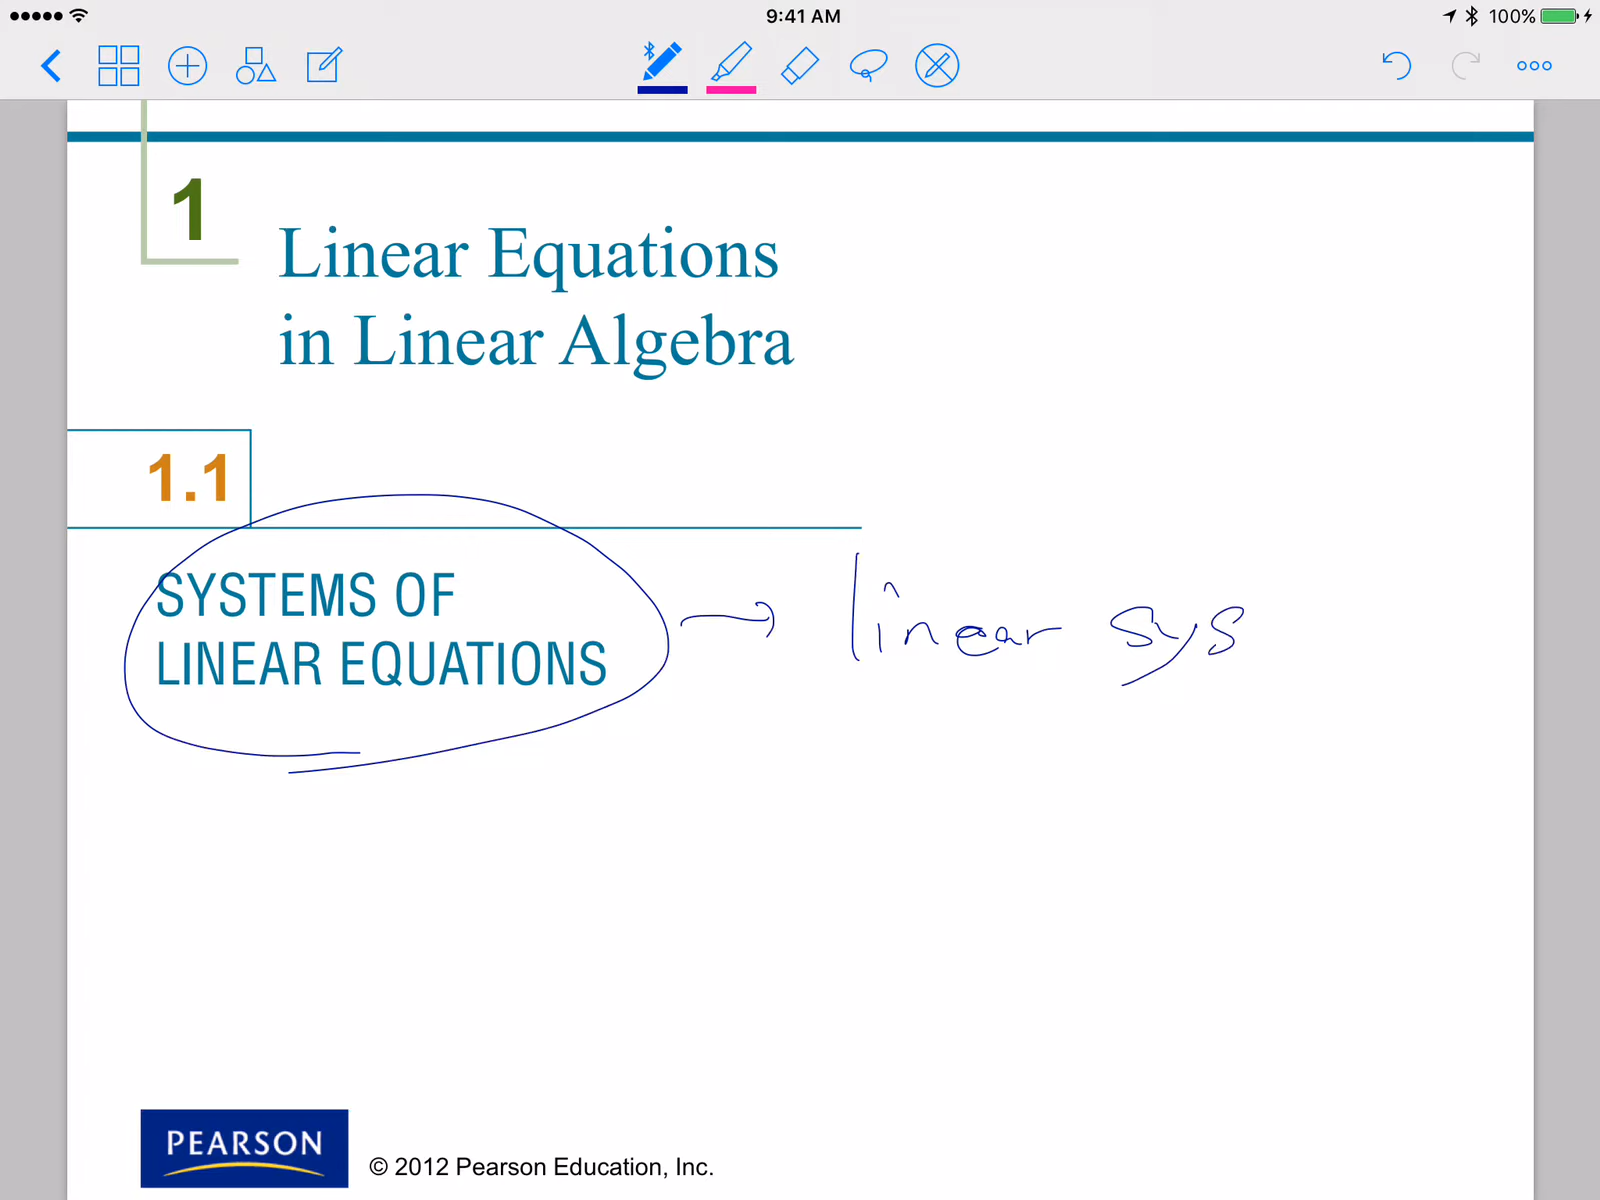 9:41 AM
100%
1
Linear Equations
in Linear Algebra
1.1
SYSTEMS OF
LINEAR EQUATIONS
linear sys
PEARSON
© 2012 Pearson Education, Inc.